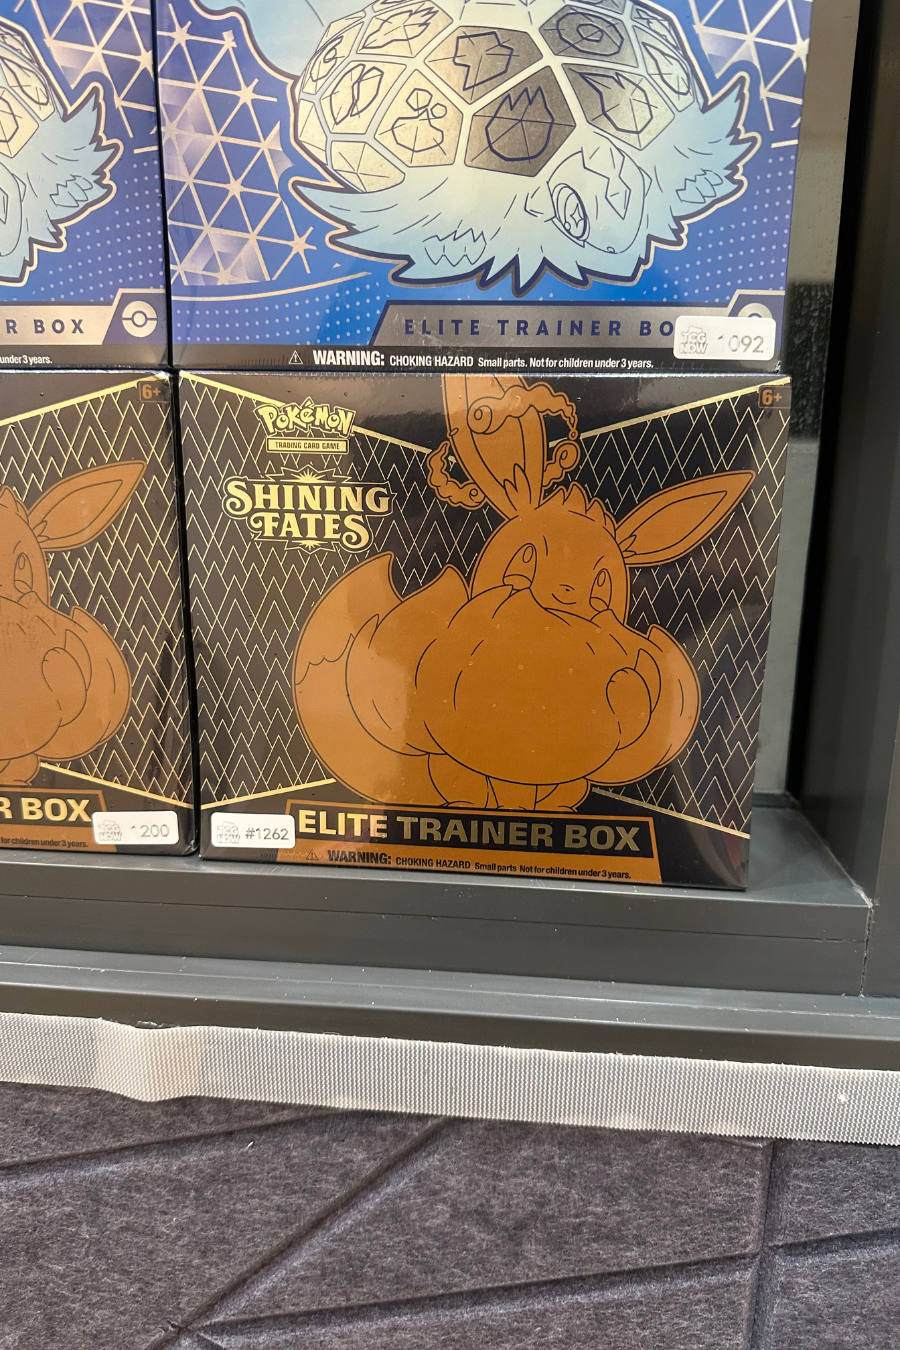 R BOX
under 3 years.
ELITE TRAINER BO
TCG
WARNING: CHOKING HAZARD Small parts. Not for children under 3 years.
1092
6+
6+
Pokémon
TRADING CARD GAME
SHINING
FATES
R BOX
1200
for children under 3 years.
#1262
ELITE TRAINER BOX
WARNING: CHOKING HAZARD Small parts Not for children under 3 years.